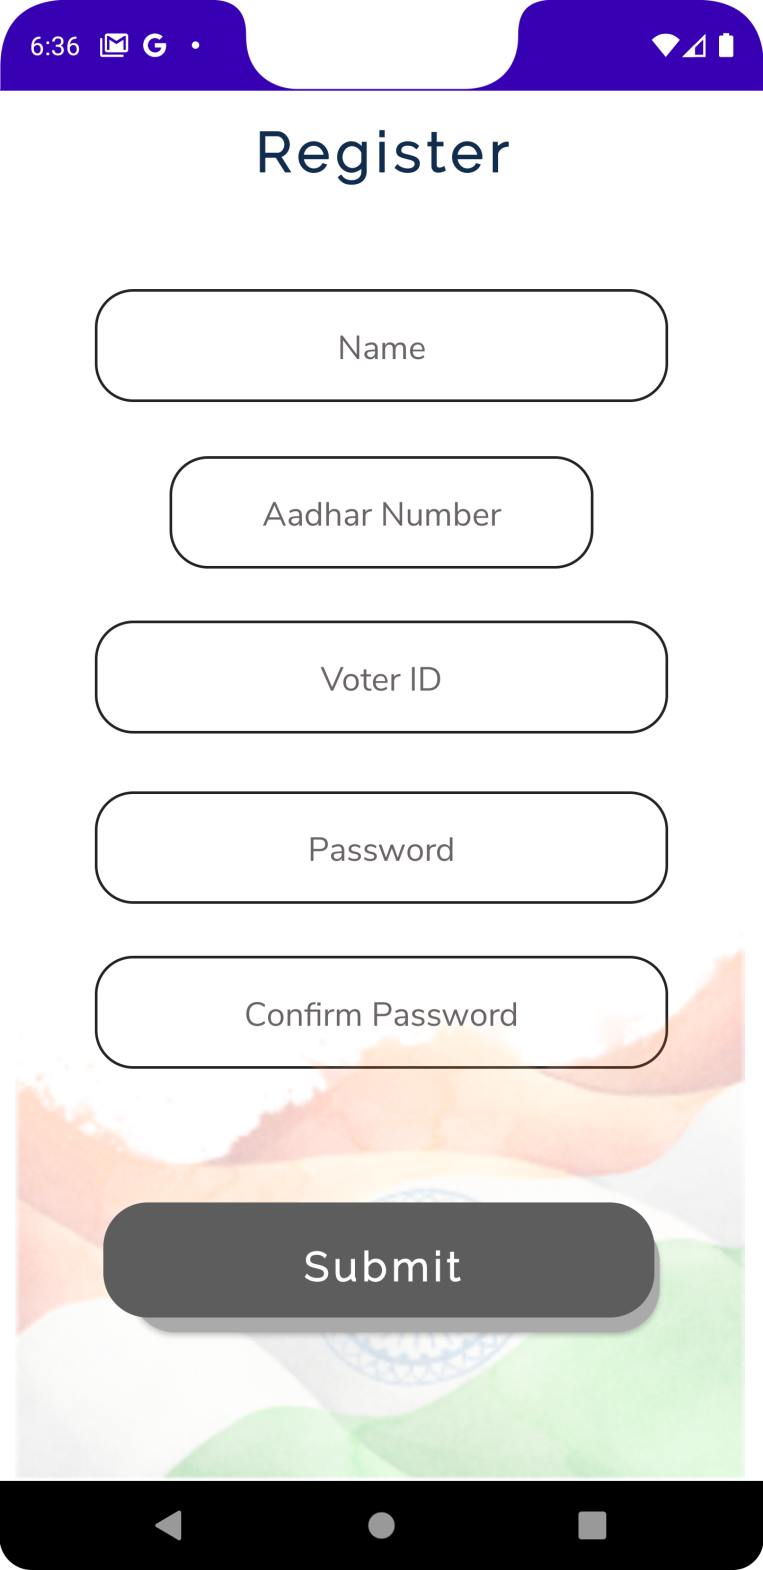 6:36
Register
Name
Aadhar Number
Voter ID
Password
Confirm Password
Submit